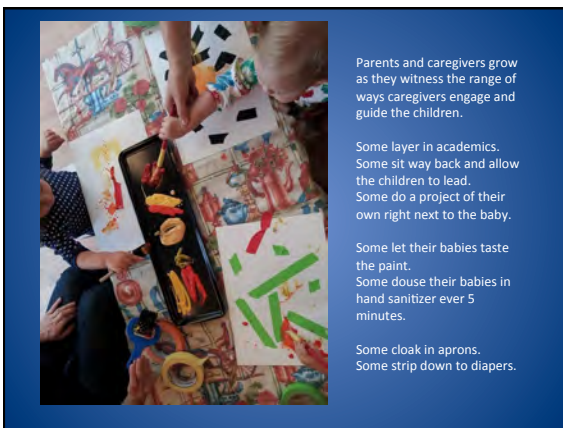 Parents and caregivers grow
as they witness the range of
ways caregivers engage and
guide the children.
Some layer in academics.
Some sit way back and allow
the children to lead.
Some do a project of their
own right next to the baby.
Some let their babies taste
the paint.
Some douse their babies in
hand sanitizer ever 5
minutes.
Some cloak in aprons.
Some strip down to diapers.